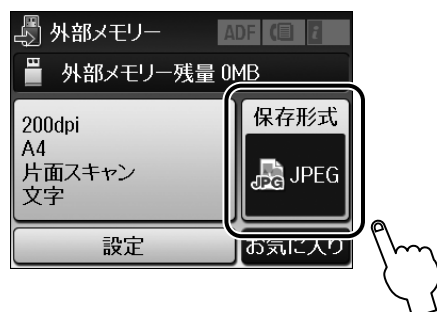 外部メモリー ADF i
外部メモリー残量 0MB
200dpi
A4
片面スキャン
文字
保存形式
JPG JPEG
設定
お気に入り